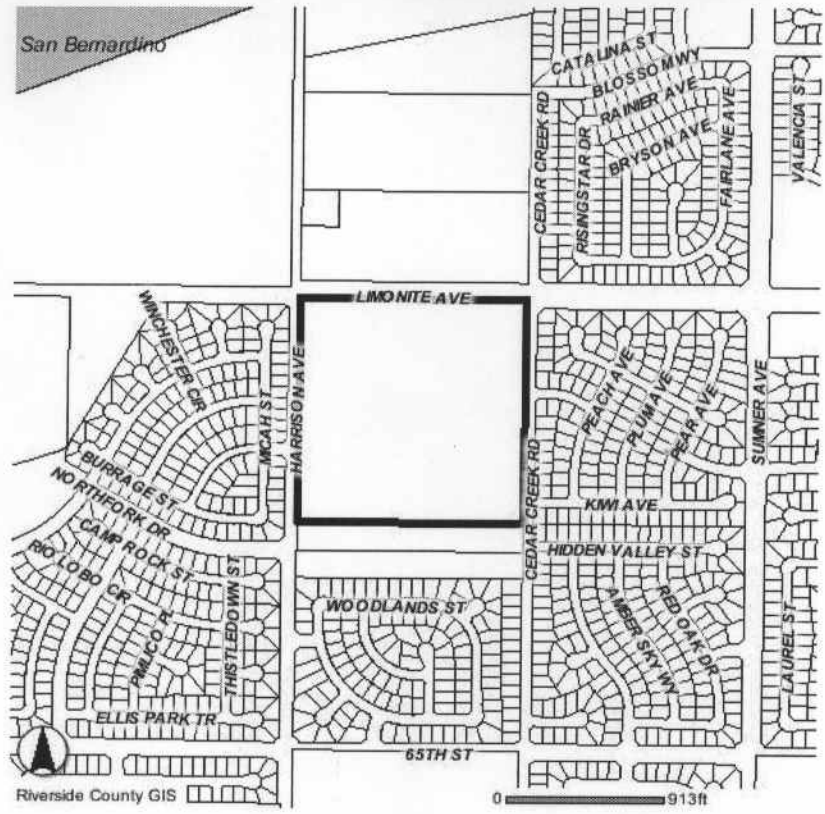 San Bernardino
CATALINA ST
BLOSSOM WY
RAINIER AVE
BRYSON AVE
CEDAR CREEK RD
RISINGSTAR DR
FAIRLANE AVE
VALENCIA ST
LIMONITE AVE
WINCHESTER CIR
MICAH ST
HARRISON AVE
PEACH AVE
PLUM AVE
PEAR AVE
SUMNER AVE
BURRAGE ST
NORTHFORK DR
CAMP ROCK ST
RIO LOBO CIR
PIMLICO PL
THISTLEDOWN ST
ELLIS PARK TR
KIWI AVE
CEDAR CREEK RD
HIDDEN VALLEY ST
WOODLANDS ST
AMBER SKY WY
RED OAK DR
LAUREL ST
65TH ST
Riverside County GIS
0 913ft